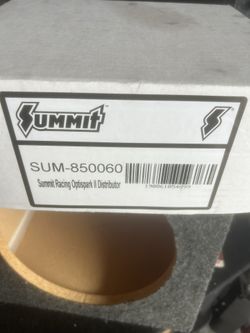 SUMMIT
SUM-850060
Summit Racing Optispark II Distributor